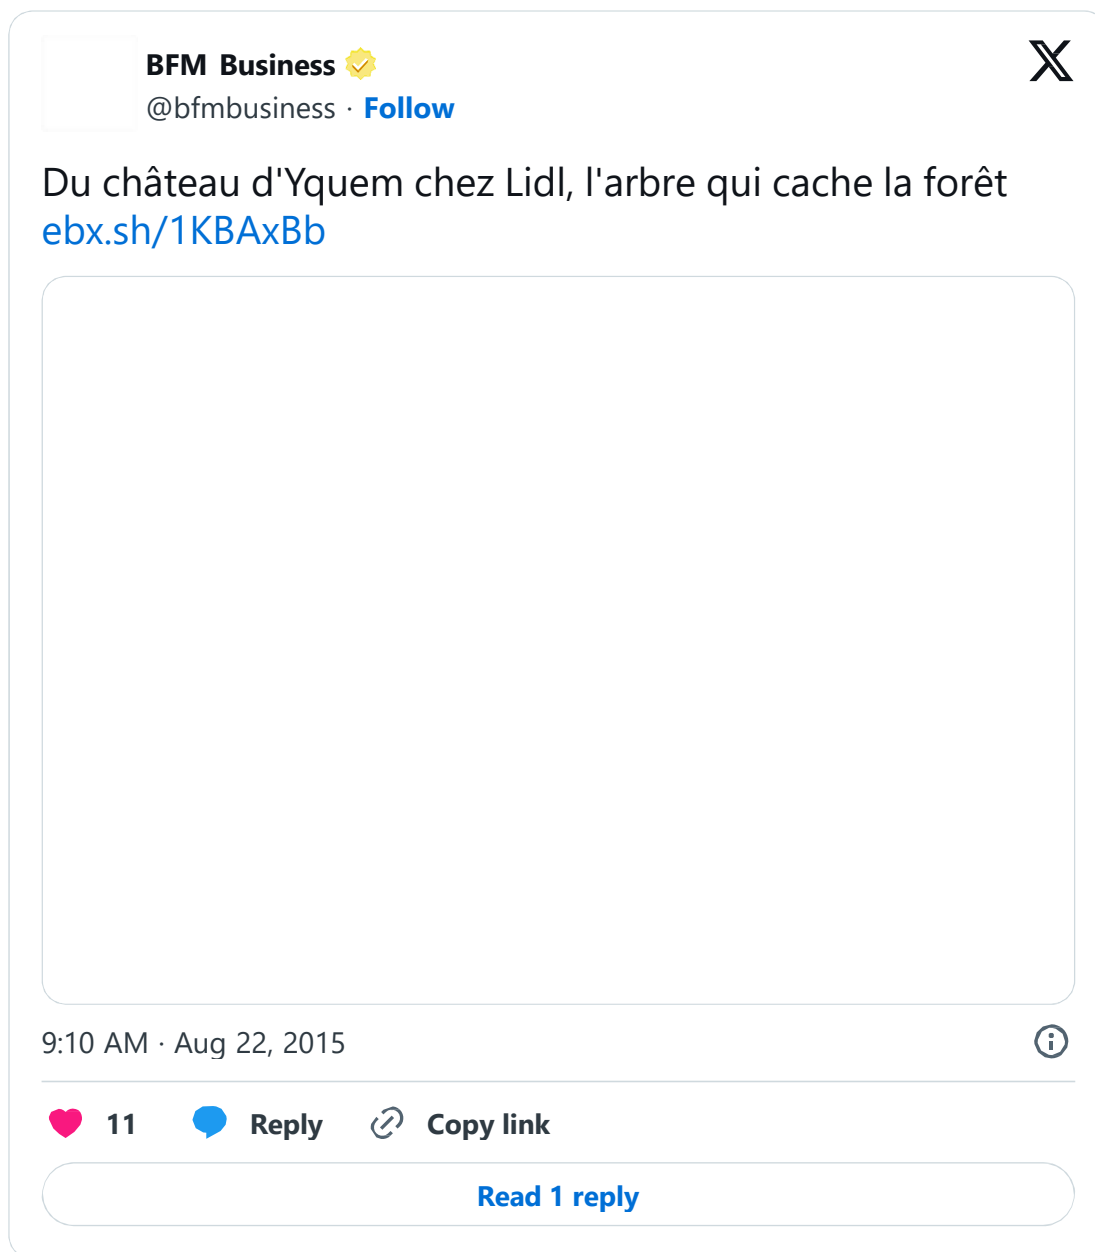 BFM Business
@bfmbusiness · Follow
Du château d'Yquem chez Lidl, l'arbre qui cache la forêt
ebx.sh/1KBAxBb
9:10 AM · Aug 22, 2015
11 Reply Copy link
Read 1 reply